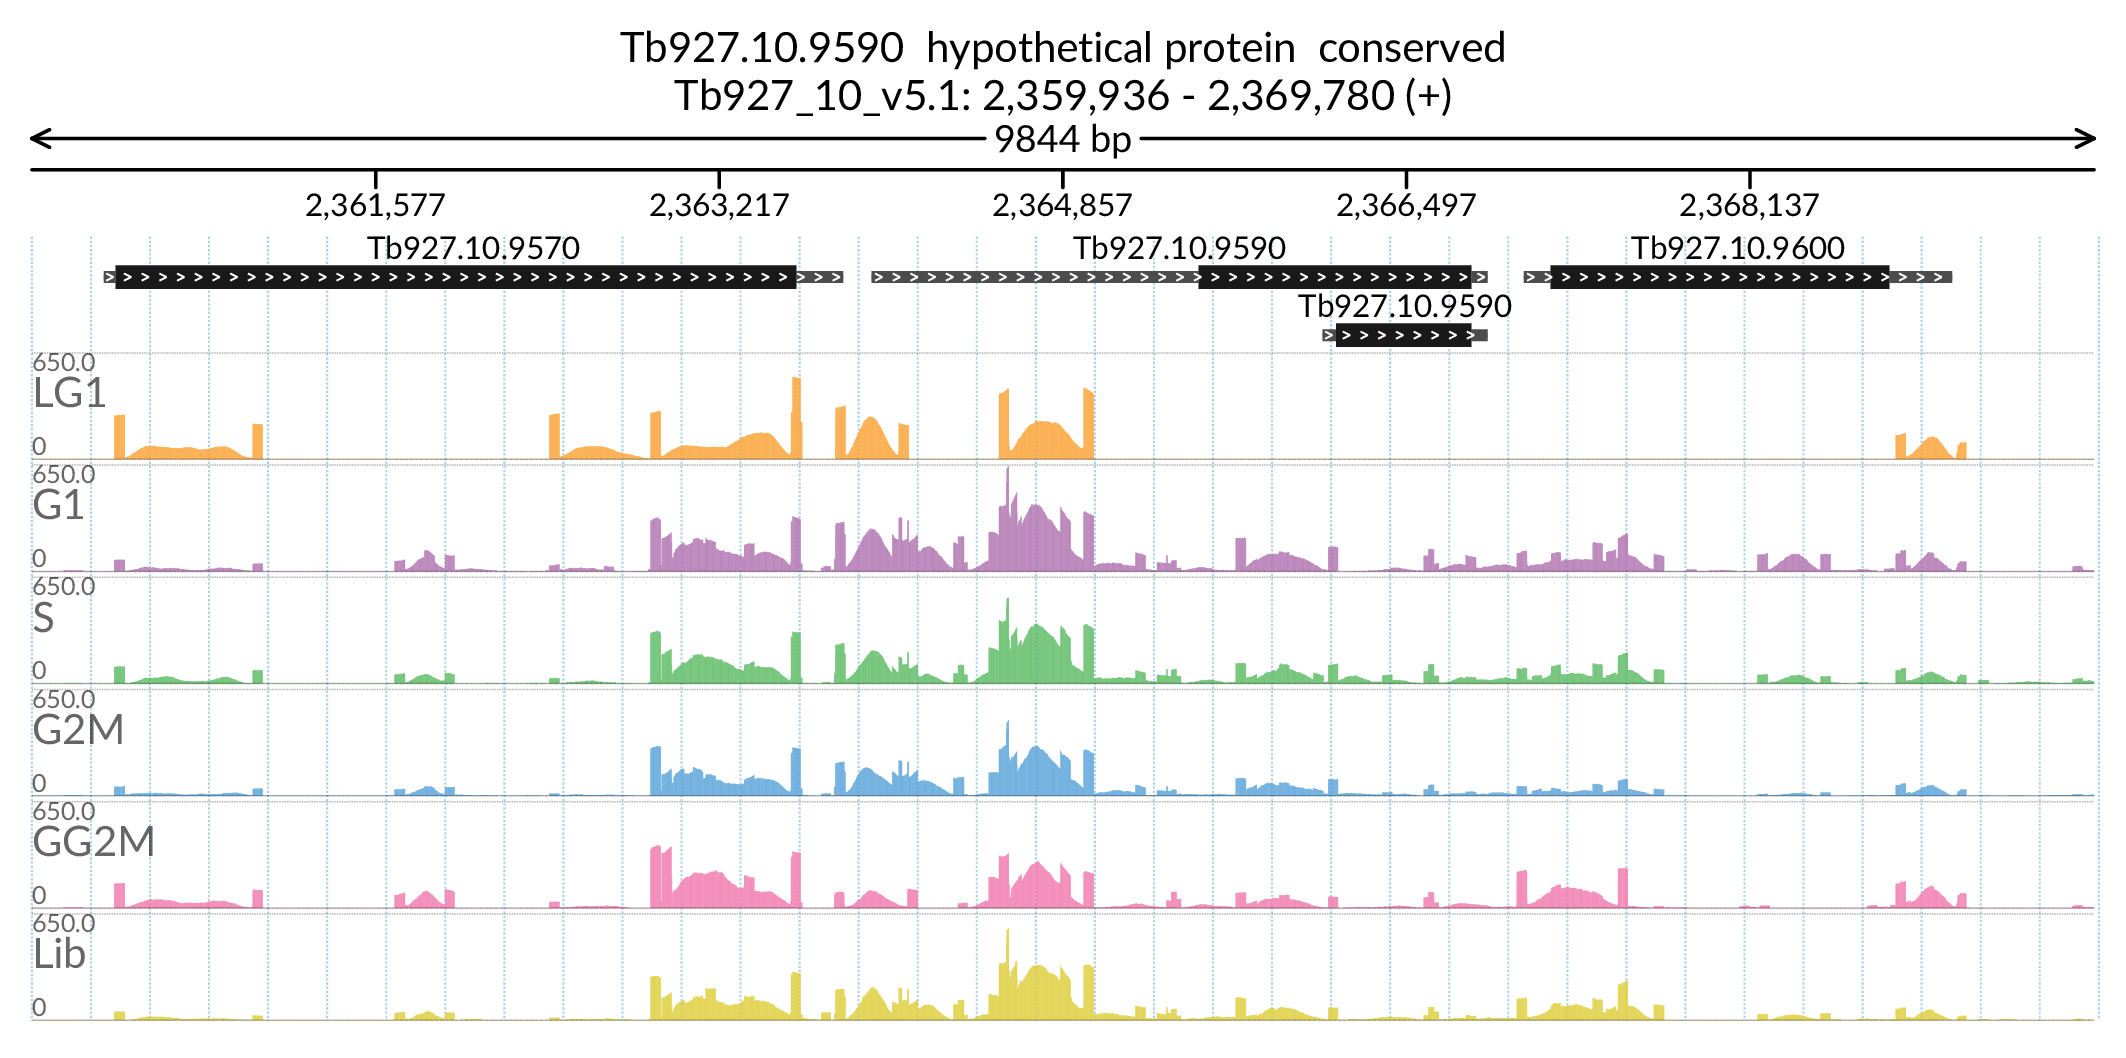 Tb927.10.9590  hypothetical protein  conserved
Tb927_10_v5.1: 2,359,936 - 2,369,780 (+)
9844 bp
2,361,577 2,363,217 2,364,857 2,366,497 2,368,137
Tb927.10.9570 Tb927.10.9590 Tb927.10.9600
Tb927.10.9590
650.0
LG1
0
650.0
G1
0
650.0
S
0
650.0
G2M
0
650.0
GG2M
0
650.0
Lib
0